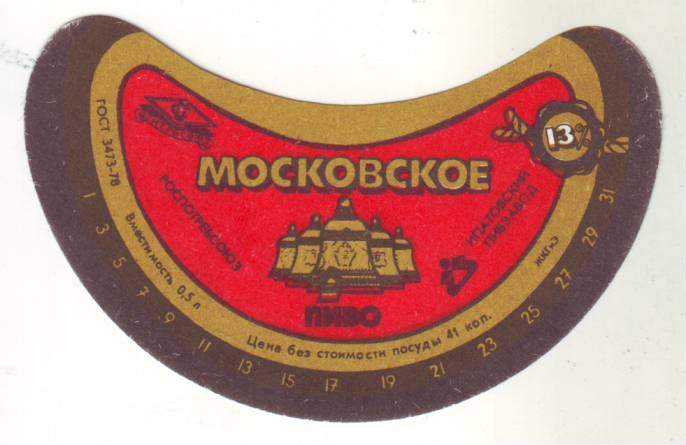 ГОСТ 3473-78
13%
МОСКОВСКОЕ
РОСПОТРЕБСОЮЗ
ИПАТОВСКИЙ
ПИВЗАВОД
ПИВО
Вместимость 0,5 л
Цена без стоимости посуды 41 коп.
1 3 5 7 9 11 13 15 17 19 21 23 25 27 29 31